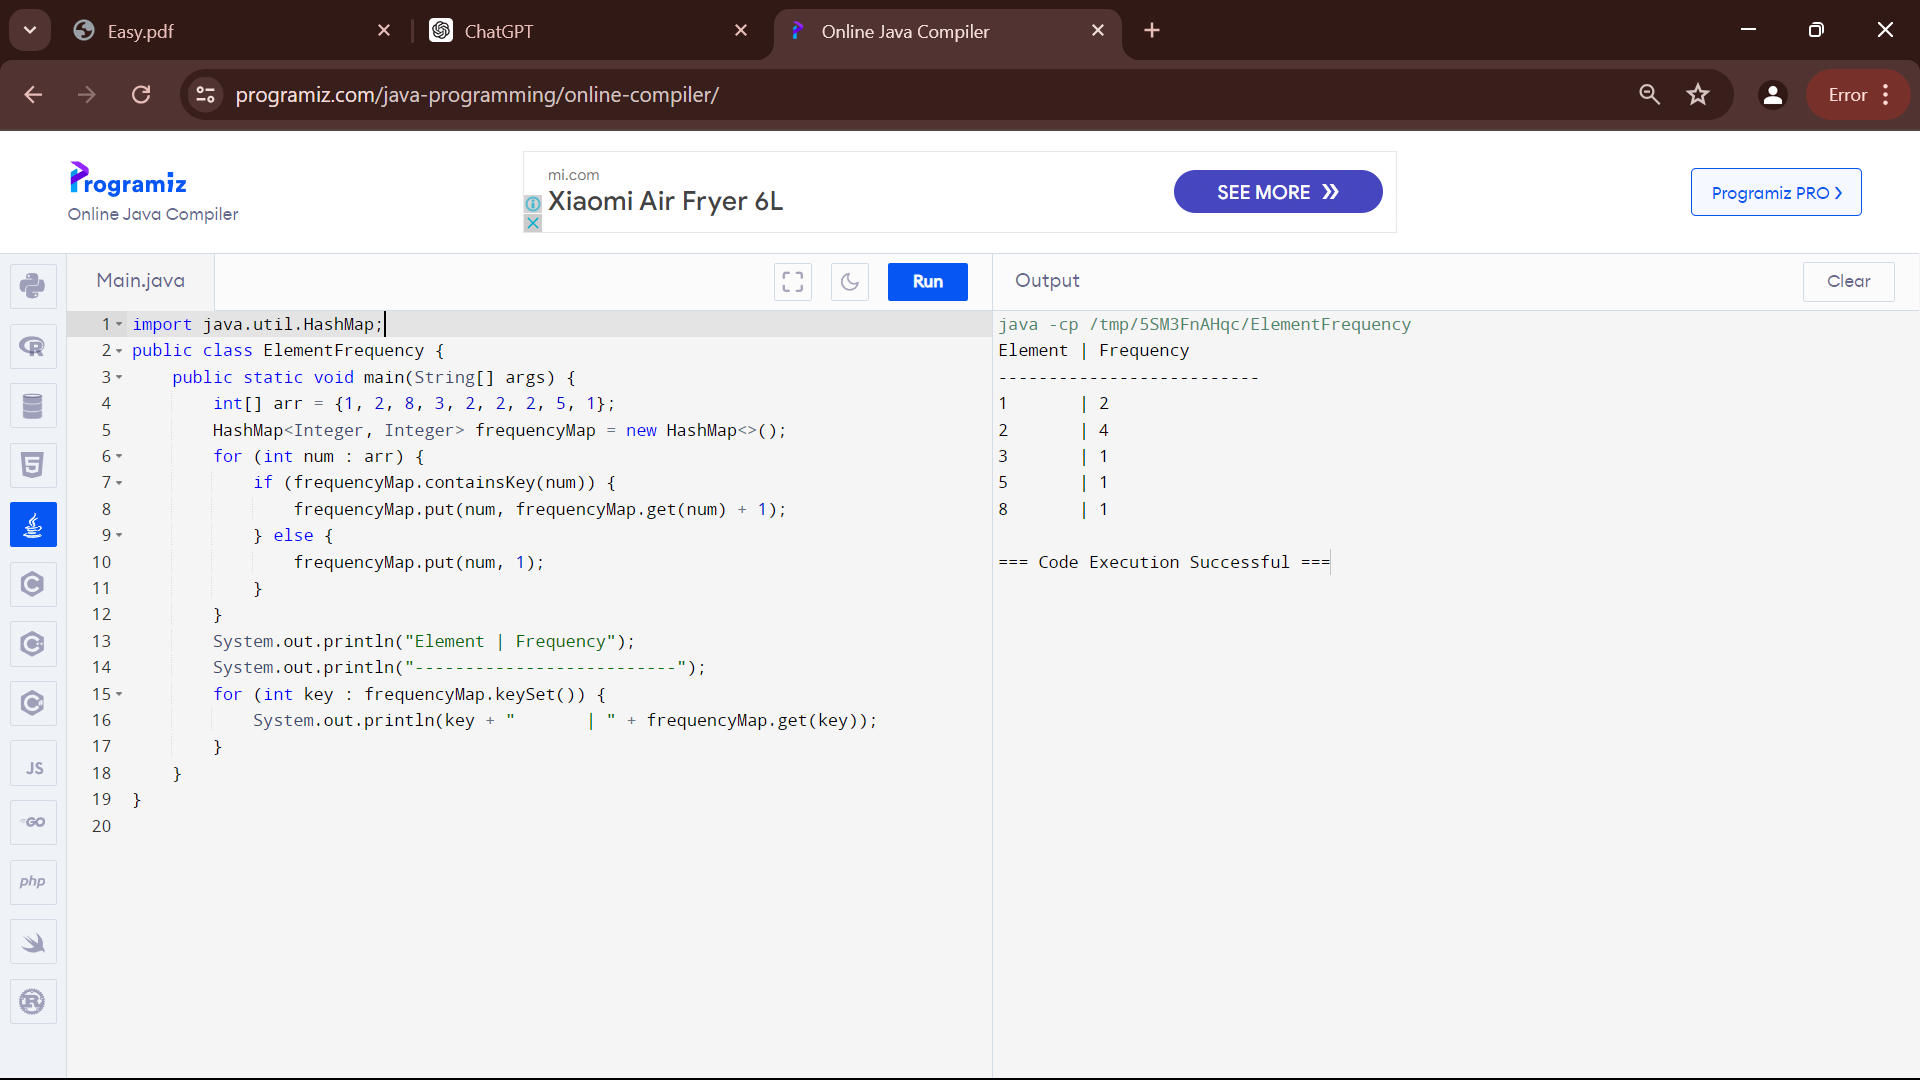 Easy.pdf
ChatGPT
Online Java Compiler
programiz.com/java-programming/online-compiler/
Error
Programiz
Online Java Compiler
mi.com
Xiaomi Air Fryer 6L
SEE MORE
Programiz PRO
Main.java
Run
Output
Clear
1 import java.util.HashMap;
2 public class ElementFrequency {
3     public static void main(String[] args) {
4         int[] arr = {1, 2, 8, 3, 2, 2, 2, 5, 1};
5         HashMap<Integer, Integer> frequencyMap = new HashMap<>();
6         for (int num : arr) {
7             if (frequencyMap.containsKey(num)) {
8                 frequencyMap.put(num, frequencyMap.get(num) + 1);
9             } else {
10                 frequencyMap.put(num, 1);
11             }
12         }
13         System.out.println("Element | Frequency");
14         System.out.println("--------------------------");
15         for (int key : frequencyMap.keySet()) {
16             System.out.println(key + "       | " + frequencyMap.get(key));
17         }
18     }
19 }
20
java -cp /tmp/5SM3FnAHqc/ElementFrequency
Element | Frequency
--------------------------
1       | 2
2       | 4
3       | 1
5       | 1
8       | 1
=== Code Execution Successful ===
JS
GO
php